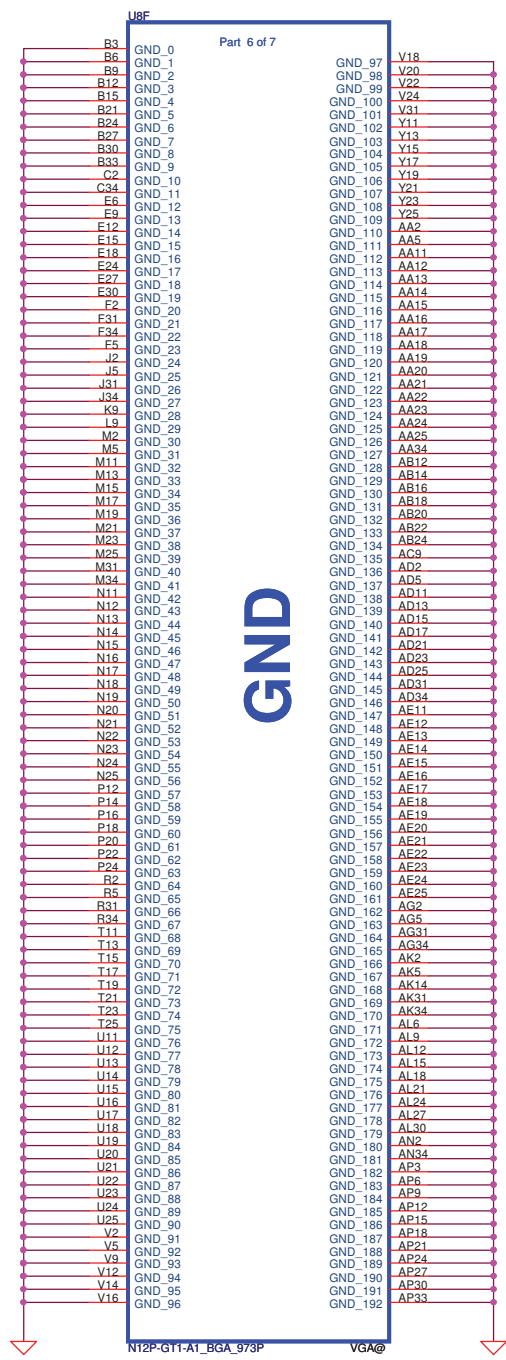 U8F
Part 6 of 7
B3 GND_0
B6 GND_1
B9 GND_2
B12 GND_3
B15 GND_4
B21 GND_5
B24 GND_6
B27 GND_7
B30 GND_8
B33 GND_9
C2 GND_10
C34 GND_11
E6 GND_12
E9 GND_13
E12 GND_14
E15 GND_15
E18 GND_16
E24 GND_17
E27 GND_18
E30 GND_19
F2 GND_20
F31 GND_21
F34 GND_22
F5 GND_23
J2 GND_24
J5 GND_25
J31 GND_26
J34 GND_27
K9 GND_28
L9 GND_29
M2 GND_30
M5 GND_31
M11 GND_32
M13 GND_33
M15 GND_34
M17 GND_35
M19 GND_36
M21 GND_37
M23 GND_38
M25 GND_39
M31 GND_40
M34 GND_41
N11 GND_42
N12 GND_43
N13 GND_44
N14 GND_45
N15 GND_46
N16 GND_47
N17 GND_48
N18 GND_49
N19 GND_50
N20 GND_51
N21 GND_52
N22 GND_53
N23 GND_54
N24 GND_55
N25 GND_56
P12 GND_57
P14 GND_58
P16 GND_59
P18 GND_60
P20 GND_61
P22 GND_62
P24 GND_63
R2 GND_64
R5 GND_65
R31 GND_66
R34 GND_67
T11 GND_68
T13 GND_69
T15 GND_70
T17 GND_71
T19 GND_72
T21 GND_73
T23 GND_74
T25 GND_75
U11 GND_76
U12 GND_77
U13 GND_78
U14 GND_79
U15 GND_80
U16 GND_81
U17 GND_82
U18 GND_83
U19 GND_84
U20 GND_85
U21 GND_86
U22 GND_87
U23 GND_88
U24 GND_89
U25 GND_90
V2 GND_91
V5 GND_92
V9 GND_93
V12 GND_94
V14 GND_95
V16 GND_96
GND
GND_97 V18
GND_98 V20
GND_99 V22
GND_100 V24
GND_101 V31
GND_102 Y11
GND_103 Y13
GND_104 Y15
GND_105 Y17
GND_106 Y19
GND_107 Y21
GND_108 Y23
GND_109 Y25
GND_110 AA2
GND_111 AA5
GND_112 AA11
GND_113 AA12
GND_114 AA13
GND_115 AA14
GND_116 AA15
GND_117 AA16
GND_118 AA17
GND_119 AA18
GND_120 AA19
GND_121 AA20
GND_122 AA21
GND_123 AA22
GND_124 AA23
GND_125 AA24
GND_126 AA25
GND_127 AA34
GND_128 AB12
GND_129 AB14
GND_130 AB16
GND_131 AB18
GND_132 AB20
GND_133 AB22
GND_134 AB24
GND_135 AC9
GND_136 AD2
GND_137 AD5
GND_138 AD11
GND_139 AD13
GND_140 AD15
GND_141 AD17
GND_142 AD21
GND_143 AD23
GND_144 AD25
GND_145 AD31
GND_146 AD34
GND_147 AE11
GND_148 AE12
GND_149 AE13
GND_150 AE14
GND_151 AE15
GND_152 AE16
GND_153 AE17
GND_154 AE18
GND_155 AE19
GND_156 AE20
GND_157 AE21
GND_158 AE22
GND_159 AE23
GND_160 AE24
GND_161 AE25
GND_162 AG2
GND_163 AG5
GND_164 AG31
GND_165 AG34
GND_166 AK2
GND_167 AK5
GND_168 AK14
GND_169 AK31
GND_170 AK34
GND_171 AL6
GND_172 AL9
GND_173 AL12
GND_174 AL15
GND_175 AL18
GND_176 AL21
GND_177 AL24
GND_178 AL27
GND_179 AL30
GND_180 AN2
GND_181 AN34
GND_182 AP3
GND_183 AP6
GND_184 AP9
GND_185 AP12
GND_186 AP15
GND_187 AP18
GND_188 AP21
GND_189 AP24
GND_190 AP27
GND_191 AP30
GND_192 AP33
N12P-GT1-A1_BGA_973P VGA@